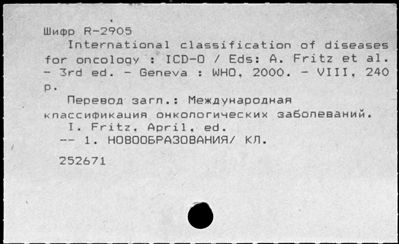 Шифр R-2905
International classification of diseases
for oncology : ICD-O / Eds: A. Fritz et al.
- 3rd ed. - Geneva : WHO, 2000. - VIII, 240
p.
Перевод загл.: Международная
классификация онкологических заболеваний.
I. Fritz, April, ed.
-- 1. НОВООБРАЗОВАНИЯ/ КЛ.
252671